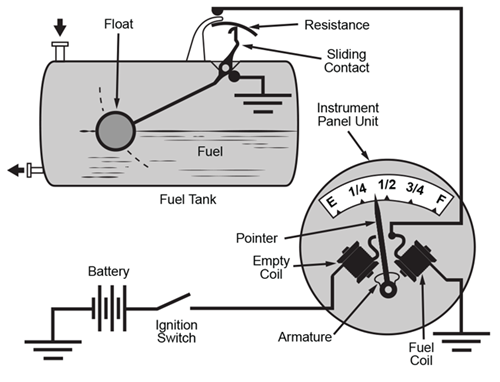 Float
Resistance
Sliding
Contact
Instrument
Panel Unit
Fuel
Fuel Tank
E 1/4 1/2 3/4 F
Pointer
Empty
Coil
Battery
Ignition
Switch
Armature
Fuel
Coil